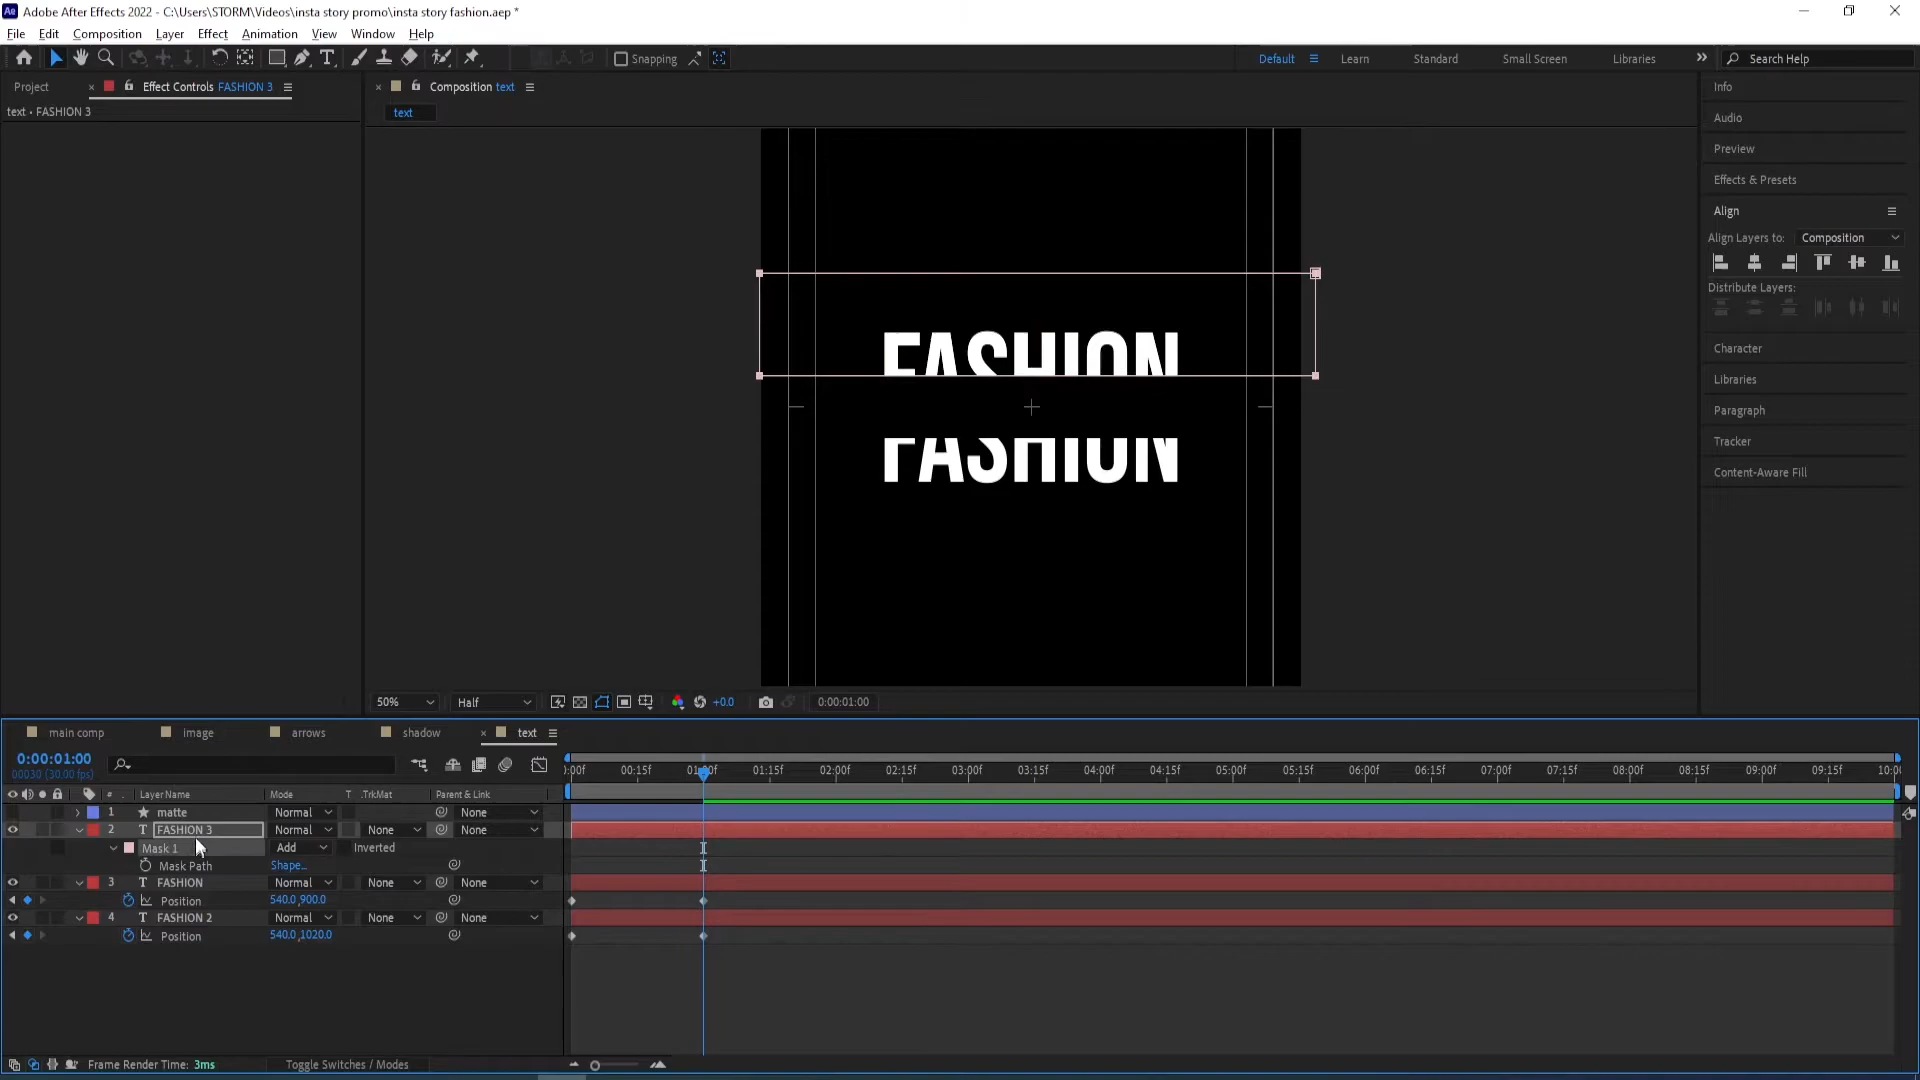 Ae Adobe After Effects 2022 - C:\Users\STORM\Videos\insta story promo\insta story fashion.aep *
File Edit Composition Layer Effect Animation View Window Help
Snapping Default Learn Standard Small Screen Libraries Search Help
Project Effect Controls FASHION 3 Composition text
text • FASHION 3
text
Info
Audio
Preview
Effects & Presets
Align
Align Layers to: Composition
Distribute Layers:
Character
Libraries
Paragraph
Tracker
Content-Aware Fill
FASHION
FASHION
50% Half +0.0 0:00:01:00
main comp image arrows shadow text
0:00:01:00
00030 (30.00 fps)
:00f 00:15f 01:00f 01:15f 02:00f 02:15f 03:00f 03:15f 04:00f 04:15f 05:00f 05:15f 06:00f 06:15f 07:00f 07:15f 08:00f 08:15f 09:00f 09:15f 10:00
# Layer Name Mode T .TrkMat Parent & Link
1 matte Normal None
2 T FASHION 3 Normal None None
Mask 1 Add Inverted
Mask Path Shape...
3 T FASHION Normal None None
Position 540.0,900.0
4 T FASHION 2 Normal None None
Position 540.0,1020.0
Frame Render Time: 3ms Toggle Switches / Modes